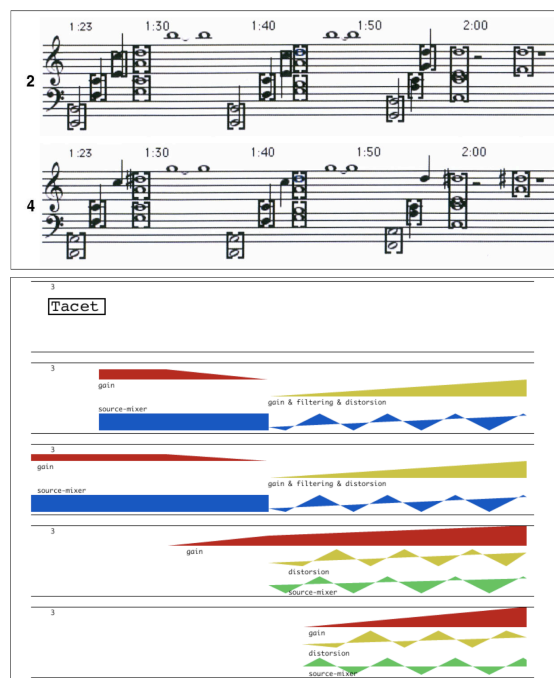 1:23 1:30 1:40 1:50 2:00
2
1:23 1:30 1:40 1:50 2:00
4
3
Tacet
3
gain
gain & filtering & distorsion
source-mixer
3
gain
gain & filtering & distorsion
source-mixer
3
gain
distorsion
source-mixer
3
gain
distorsion
source-mixer